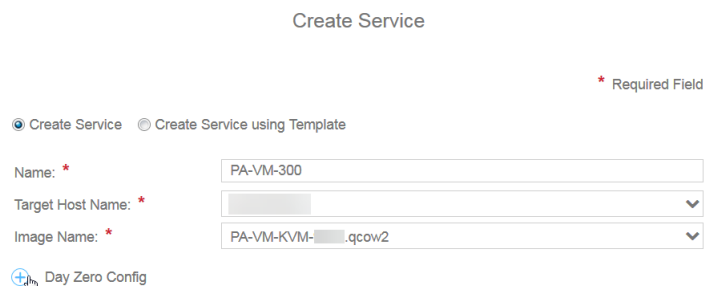 Create Service
* Required Field
Create Service Create Service using Template
Name: * PA-VM-300
Target Host Name: *
Image Name: * PA-VM-KVM- .qcow2
Day Zero Config